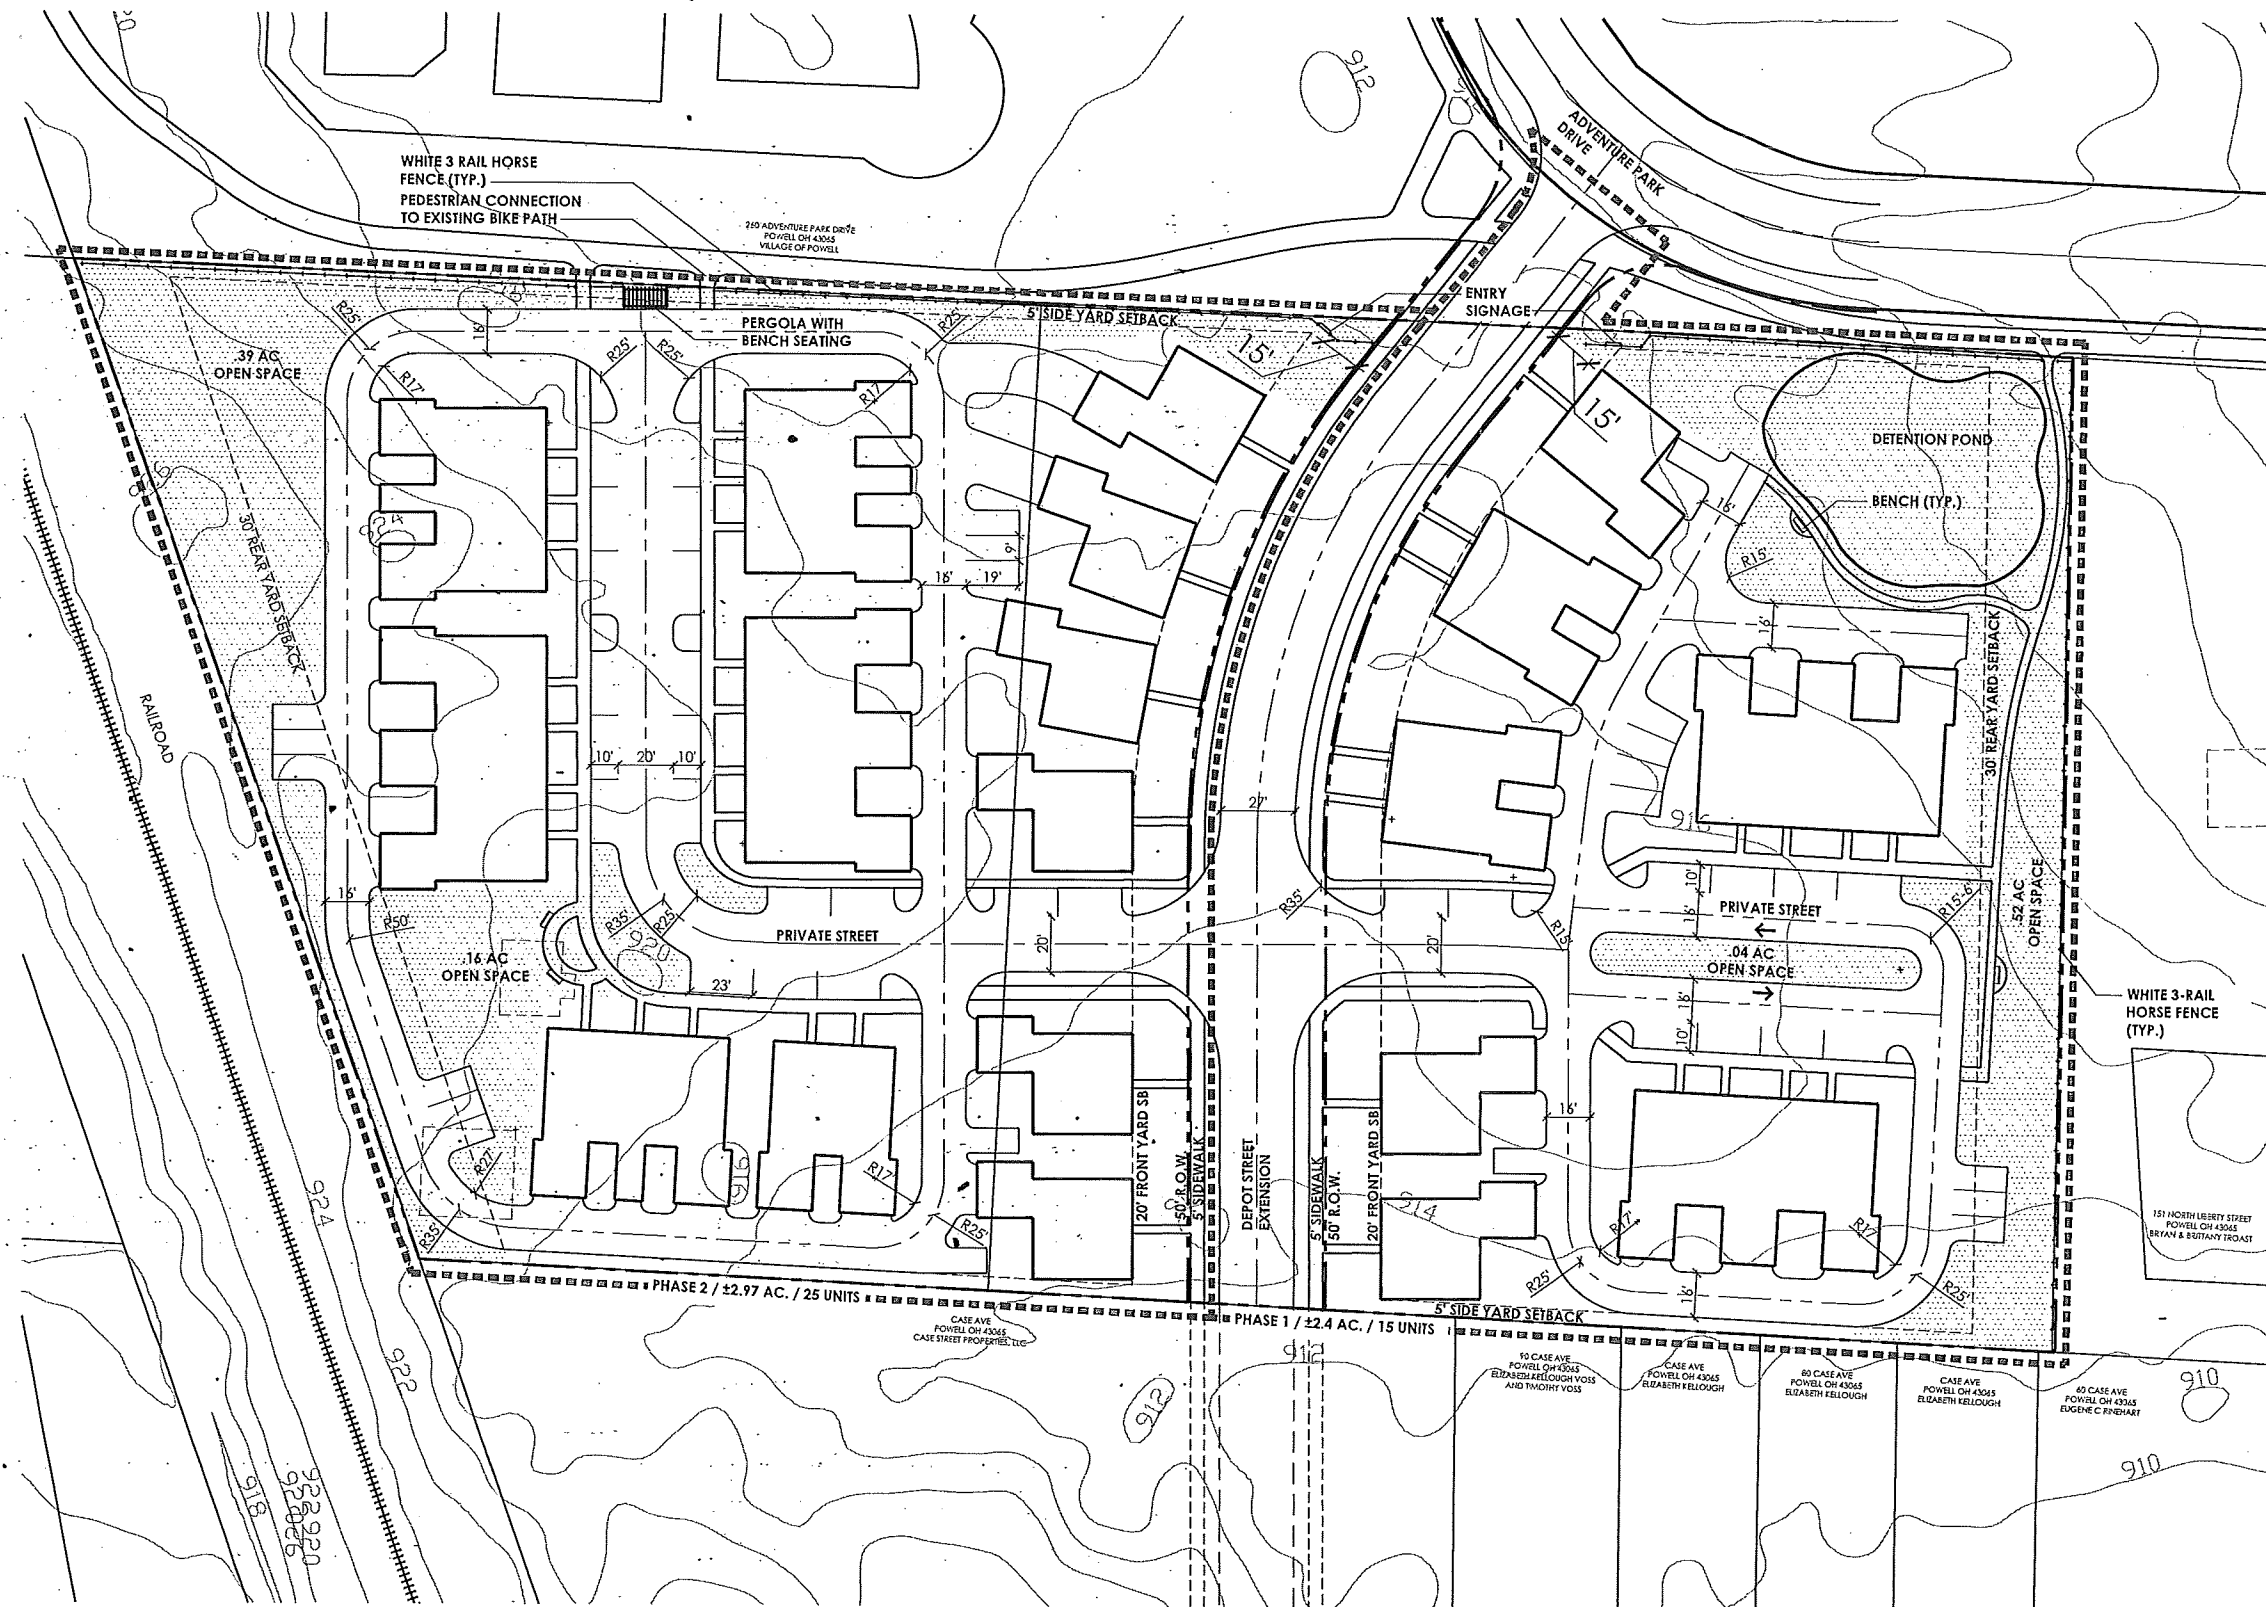 912
ADVENTURE PARK
DRIVE
WHITE 3 RAIL HORSE
FENCE (TYP.)
PEDESTRIAN CONNECTION
TO EXISTING BIKE PATH
260 ADVENTURE PARK DRIVE
POWELL OH 43065
VILLAGE OF POWELL
ENTRY
SIGNAGE
5' SIDE YARD SETBACK
PERGOLA WITH
BENCH SEATING
R25'
16'
R25'
R25'
R25'
15'
.39 AC
OPEN SPACE
R17'
R17'
15'
DETENTION POND
BENCH (TYP.)
16'
R15'
924
30' REAR YARD SETBACK
9'
16'
19'
16'
30' REAR YARD SETBACK
RAILROAD
10'
20'
10'
27'
916
16'
R50'
R35'
R25'
920
PRIVATE STREET
20'
R35'
20'
R15'
10'
16'
PRIVATE STREET
R15'-6"
.52 AC
OPEN SPACE
.16 AC
OPEN SPACE
23'
.04 AC
OPEN SPACE
16'
10'
WHITE 3-RAIL
HORSE FENCE
(TYP.)
R27'
916
R17'
R35'
R25'
20' FRONT YARD SB
50' R.O.W.
5' SIDEWALK
DEPOT STREET
EXTENSION
5' SIDEWALK
50' R.O.W.
20' FRONT YARD SB
914
16'
R17'
R17'
R25'
16'
R25'
151 NORTH LIBERTY STREET
POWELL OH 43065
BRYAN & BRITTANY TROAST
924
PHASE 2 / ±2.97 AC. / 25 UNITS
5' SIDE YARD SETBACK
PHASE 1 / ±2.4 AC. / 15 UNITS
CASE AVE
POWELL OH 43065
CASE STREET PROPERTIES, LLC
922
912
912
90 CASE AVE
POWELL OH 43065
ELIZABETH KELLOUGH VOSS
AND TIMOTHY VOSS
CASE AVE
POWELL OH 43065
ELIZABETH KELLOUGH
80 CASE AVE
POWELL OH 43065
ELIZABETH KELLOUGH
CASE AVE
POWELL OH 43065
ELIZABETH KELLOUGH
60 CASE AVE
POWELL OH 43065
EUGENE C RINEHART
910
910
918